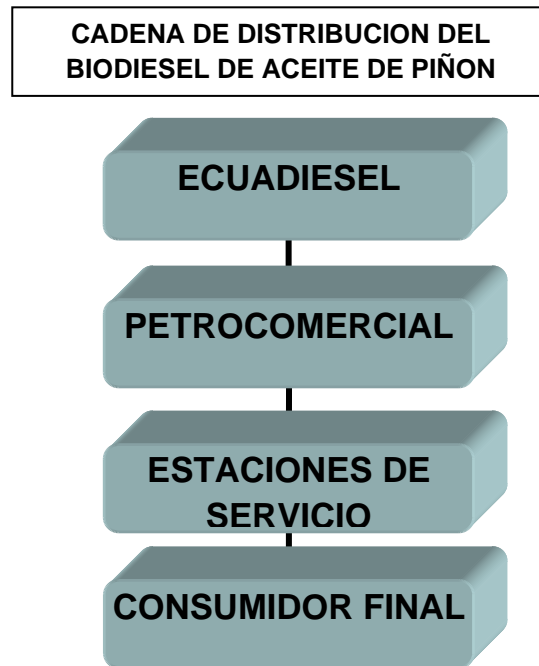 CADENA DE DISTRIBUCION DEL
BIODIESEL DE ACEITE DE PIÑON
ECUADIESEL
PETROCOMERCIAL
ESTACIONES DE
SERVICIO
CONSUMIDOR FINAL